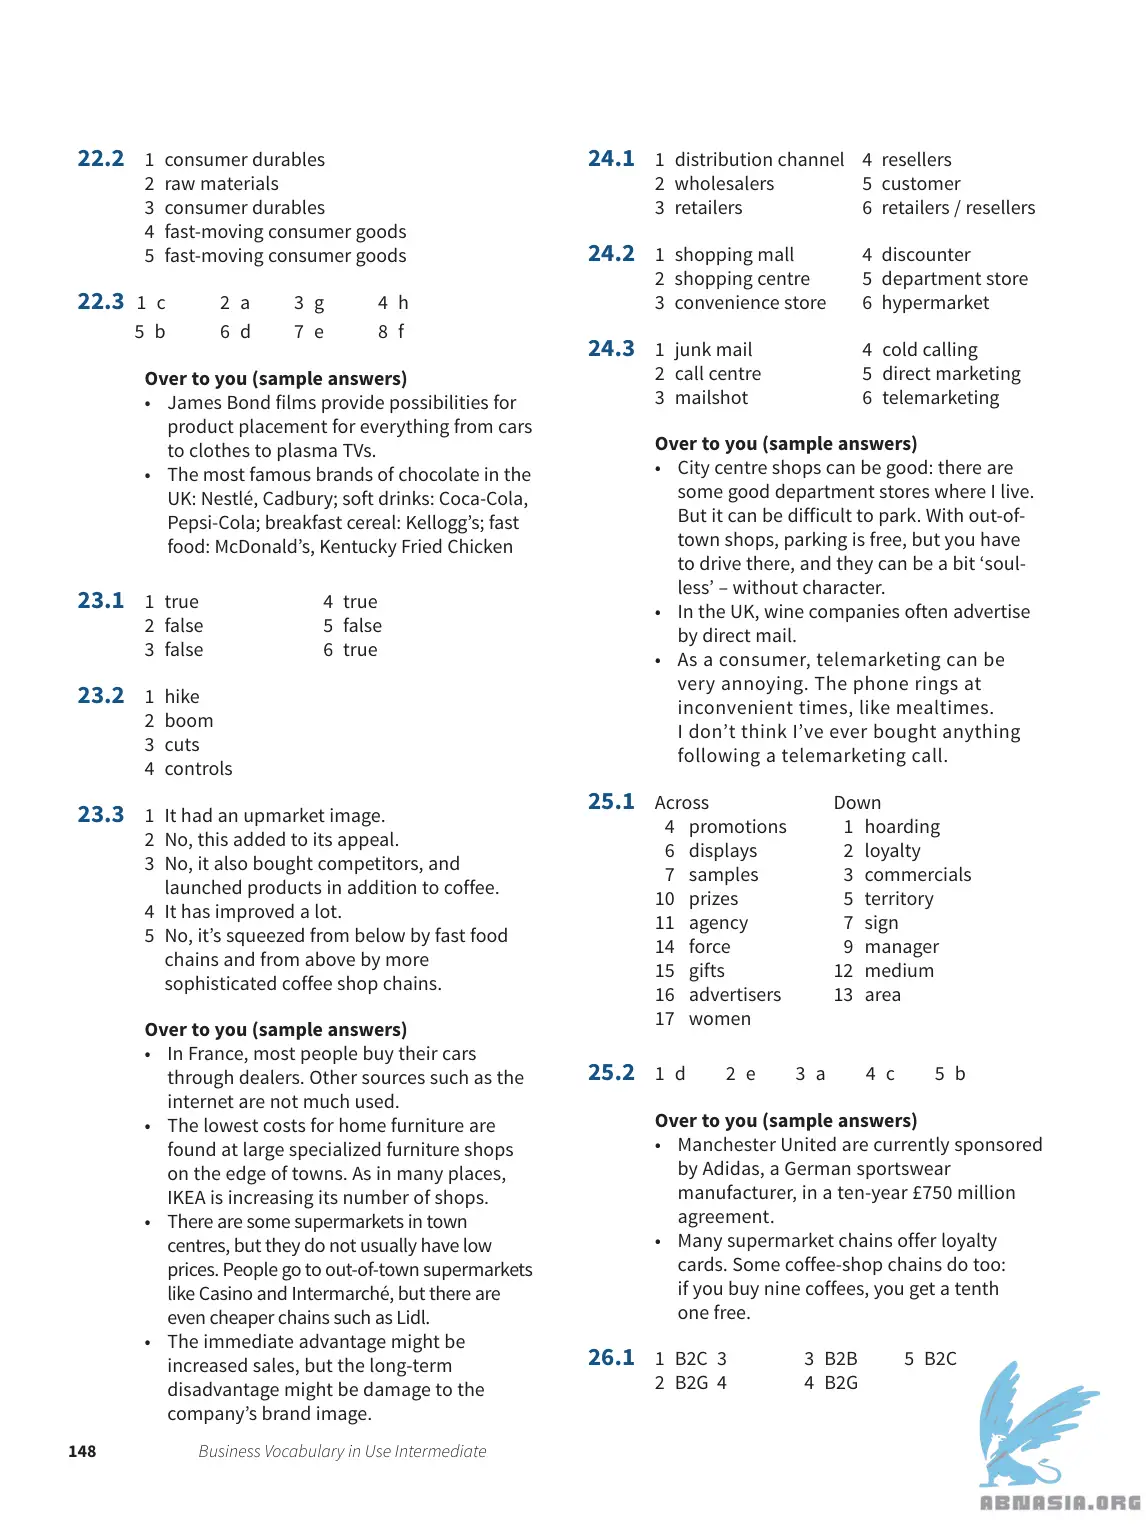 22.2 1 consumer durables
2 raw materials
3 consumer durables
4 fast-moving consumer goods
5 fast-moving consumer goods
22.3 1 c 2 a 3 g 4 h
5 b 6 d 7 e 8 f
Over to you (sample answers)
• James Bond films provide possibilities for
product placement for everything from cars
to clothes to plasma TVs.
• The most famous brands of chocolate in the
UK: Nestlé, Cadbury; soft drinks: Coca-Cola,
Pepsi-Cola; breakfast cereal: Kellogg's; fast
food: McDonald's, Kentucky Fried Chicken
23.1 1 true 4 true
2 false 5 false
3 false 6 true
23.2 1 hike
2 boom
3 cuts
4 controls
23.3 1 It had an upmarket image.
2 No, this added to its appeal.
3 No, it also bought competitors, and
launched products in addition to coffee.
4 It has improved a lot.
5 No, it's squeezed from below by fast food
chains and from above by more
sophisticated coffee shop chains.
Over to you (sample answers)
• In France, most people buy their cars
through dealers. Other sources such as the
internet are not much used.
• The lowest costs for home furniture are
found at large specialized furniture shops
on the edge of towns. As in many places,
IKEA is increasing its number of shops.
• There are some supermarkets in town
centres, but they do not usually have low
prices. People go to out-of-town supermarkets
like Casino and Intermarché, but there are
even cheaper chains such as Lidl.
• The immediate advantage might be
increased sales, but the long-term
disadvantage might be damage to the
company's brand image.
24.1 1 distribution channel 4 resellers
2 wholesalers 5 customer
3 retailers 6 retailers / resellers
24.2 1 shopping mall 4 discounter
2 shopping centre 5 department store
3 convenience store 6 hypermarket
24.3 1 junk mail 4 cold calling
2 call centre 5 direct marketing
3 mailshot 6 telemarketing
Over to you (sample answers)
• City centre shops can be good: there are
some good department stores where I live.
But it can be difficult to park. With out-of-
town shops, parking is free, but you have
to drive there, and they can be a bit 'soul-
less' – without character.
• In the UK, wine companies often advertise
by direct mail.
• As a consumer, telemarketing can be
very annoying. The phone rings at
inconvenient times, like mealtimes.
I don't think I've ever bought anything
following a telemarketing call.
25.1 Across Down
4 promotions 1 hoarding
6 displays 2 loyalty
7 samples 3 commercials
10 prizes 5 territory
11 agency 7 sign
14 force 9 manager
15 gifts 12 medium
16 advertisers 13 area
17 women
25.2 1 d 2 e 3 a 4 c 5 b
Over to you (sample answers)
• Manchester United are currently sponsored
by Adidas, a German sportswear
manufacturer, in a ten-year £750 million
agreement.
• Many supermarket chains offer loyalty
cards. Some coffee-shop chains do too:
if you buy nine coffees, you get a tenth
one free.
26.1 1 B2C 3 3 B2B 5 B2C
2 B2G 4 4 B2G
148 Business Vocabulary in Use Intermediate
ABNASIA.ORG